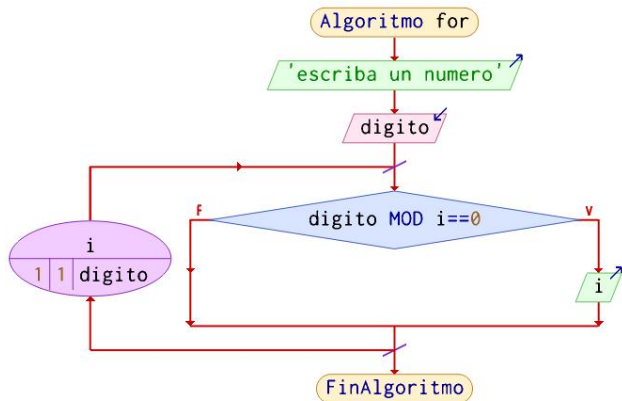 Algoritmo for
'escriba un numero'
digito
F
digito MOD i==0
V
i
1 1 digito
i
FinAlgoritmo